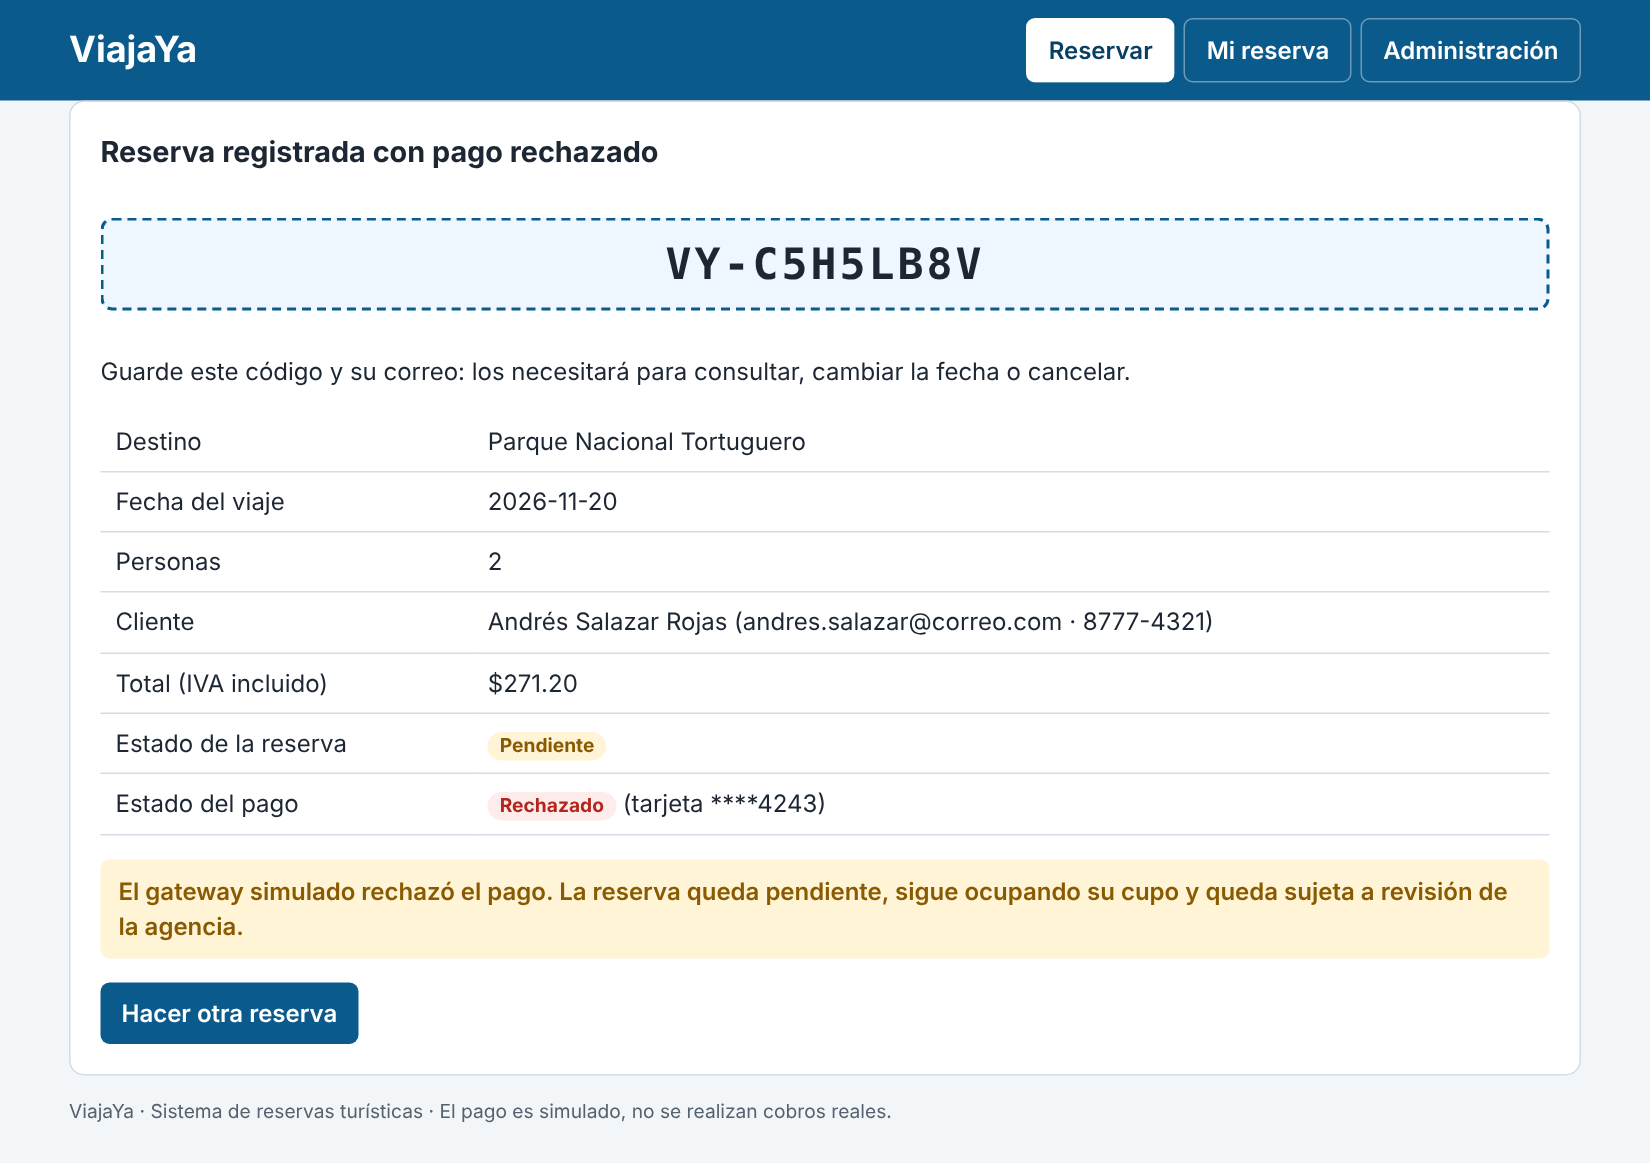 ViajaYa
Reservar
Mi reserva
Administración
Reserva registrada con pago rechazado
VY-C5H5LB8V
Guarde este código y su correo: los necesitará para consultar, cambiar la fecha o cancelar.
Destino Parque Nacional Tortuguero
Fecha del viaje 2026-11-20
Personas 2
Cliente Andrés Salazar Rojas (andres.salazar@correo.com · 8777-4321)
Total (IVA incluido) $271.20
Estado de la reserva Pendiente
Estado del pago Rechazado (tarjeta ****4243)
El gateway simulado rechazó el pago. La reserva queda pendiente, sigue ocupando su cupo y queda sujeta a revisión de
la agencia.
Hacer otra reserva
ViajaYa · Sistema de reservas turísticas · El pago es simulado, no se realizan cobros reales.